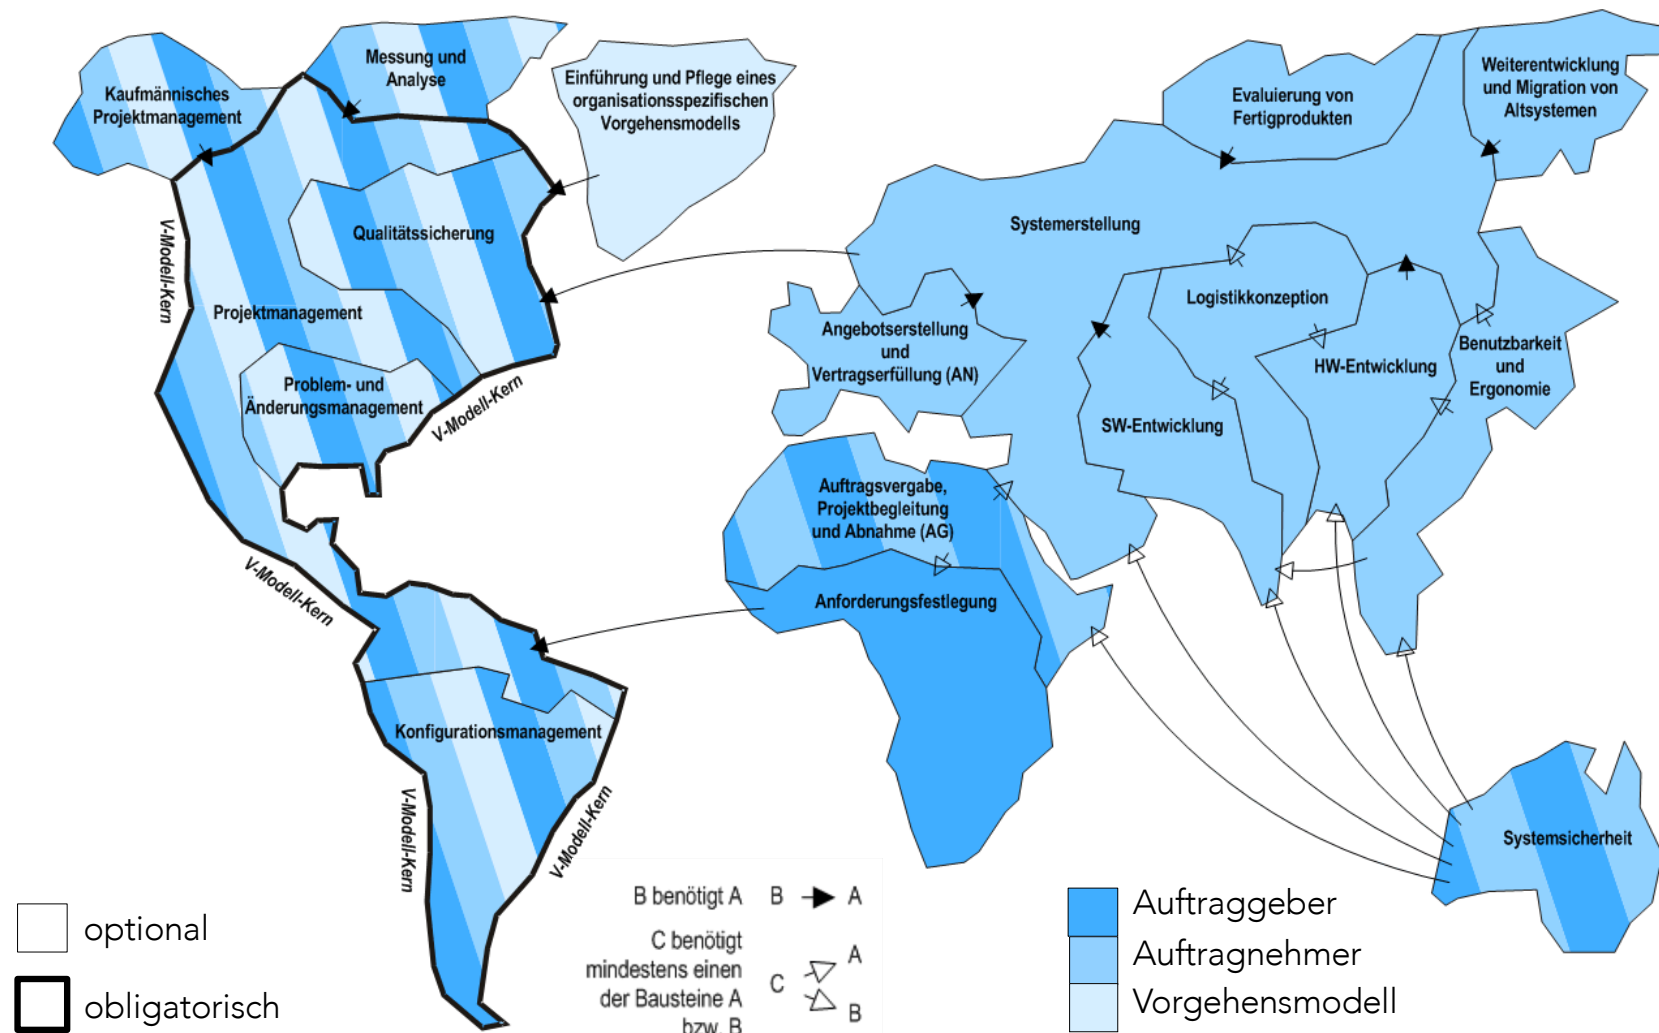 Messung und
Analyse
Kaufmännisches
Projektmanagement
Einführung und Pflege eines
organisationsspezifischen
Vorgehensmodells
Evaluierung von
Fertigprodukten
Weiterentwicklung
und Migration von
Altsystemen
V-Modell-Kern
Qualitätssicherung
Systemerstellung
Projektmanagement
Logistikkonzeption
Angebotserstellung
und
Vertragserfüllung (AN)
Benutzbarkeit
und
Ergonomie
HW-Entwicklung
Problem- und
Änderungsmanagement
V-Modell-Kern
SW-Entwicklung
Auftragsvergabe,
Projektbegleitung
und Abnahme (AG)
V-Modell-Kern
Anforderungsfestlegung
Konfigurationsmanagement
V-Modell-Kern
V-Modell-Kern
Systemsicherheit
optional
obligatorisch
B benötigt A B A
C benötigt
mindestens einen
der Bausteine A
bzw. B
C
A
B
Auftraggeber
Auftragnehmer
Vorgehensmodell